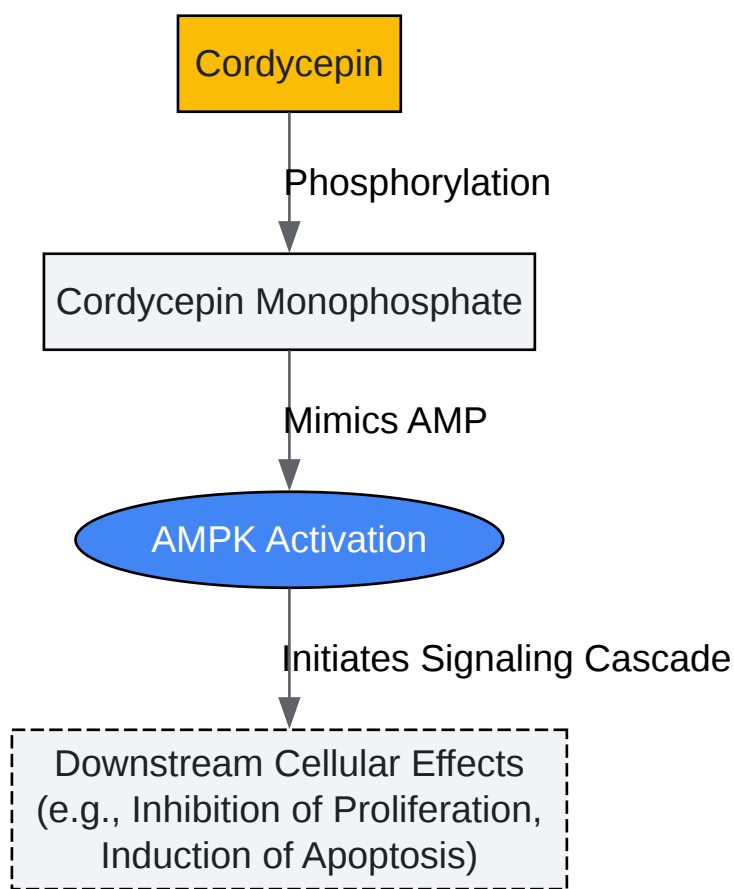 Cordycepin
Phosphorylation
Cordycepin Monophosphate
Mimics AMP
AMPK Activation
Initiates Signaling Cascade
Downstream Cellular Effects
(e.g., Inhibition of Proliferation,
Induction of Apoptosis)